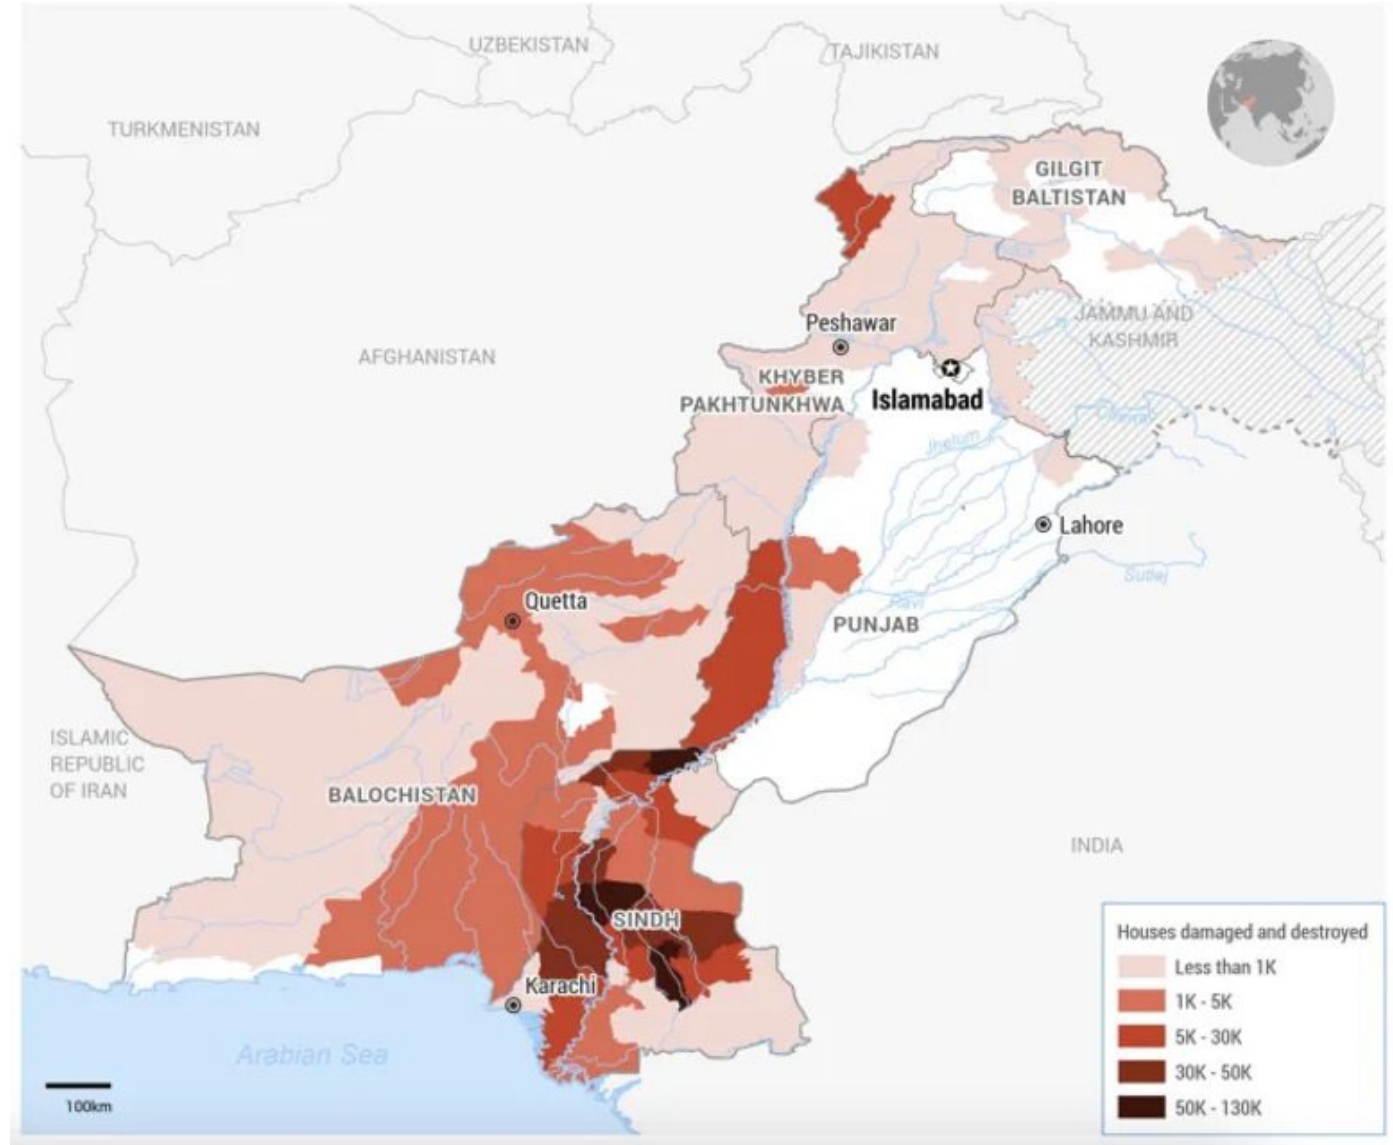 UZBEKISTAN
TAJIKISTAN
TURKMENISTAN
GILGIT
BALTISTAN
JAMMU AND
KASHMIR
Peshawar
AFGHANISTAN
KHYBER
PAKHTUNKHWA
Islamabad
Chenab
Jhelum
Lahore
Sutlej
Quetta
Ravi
PUNJAB
ISLAMIC
REPUBLIC
OF IRAN
BALOCHISTAN
INDIA
SINDH
Karachi
Arabian Sea
100km
Houses damaged and destroyed
Less than 1K
1K - 5K
5K - 30K
30K - 50K
50K - 130K